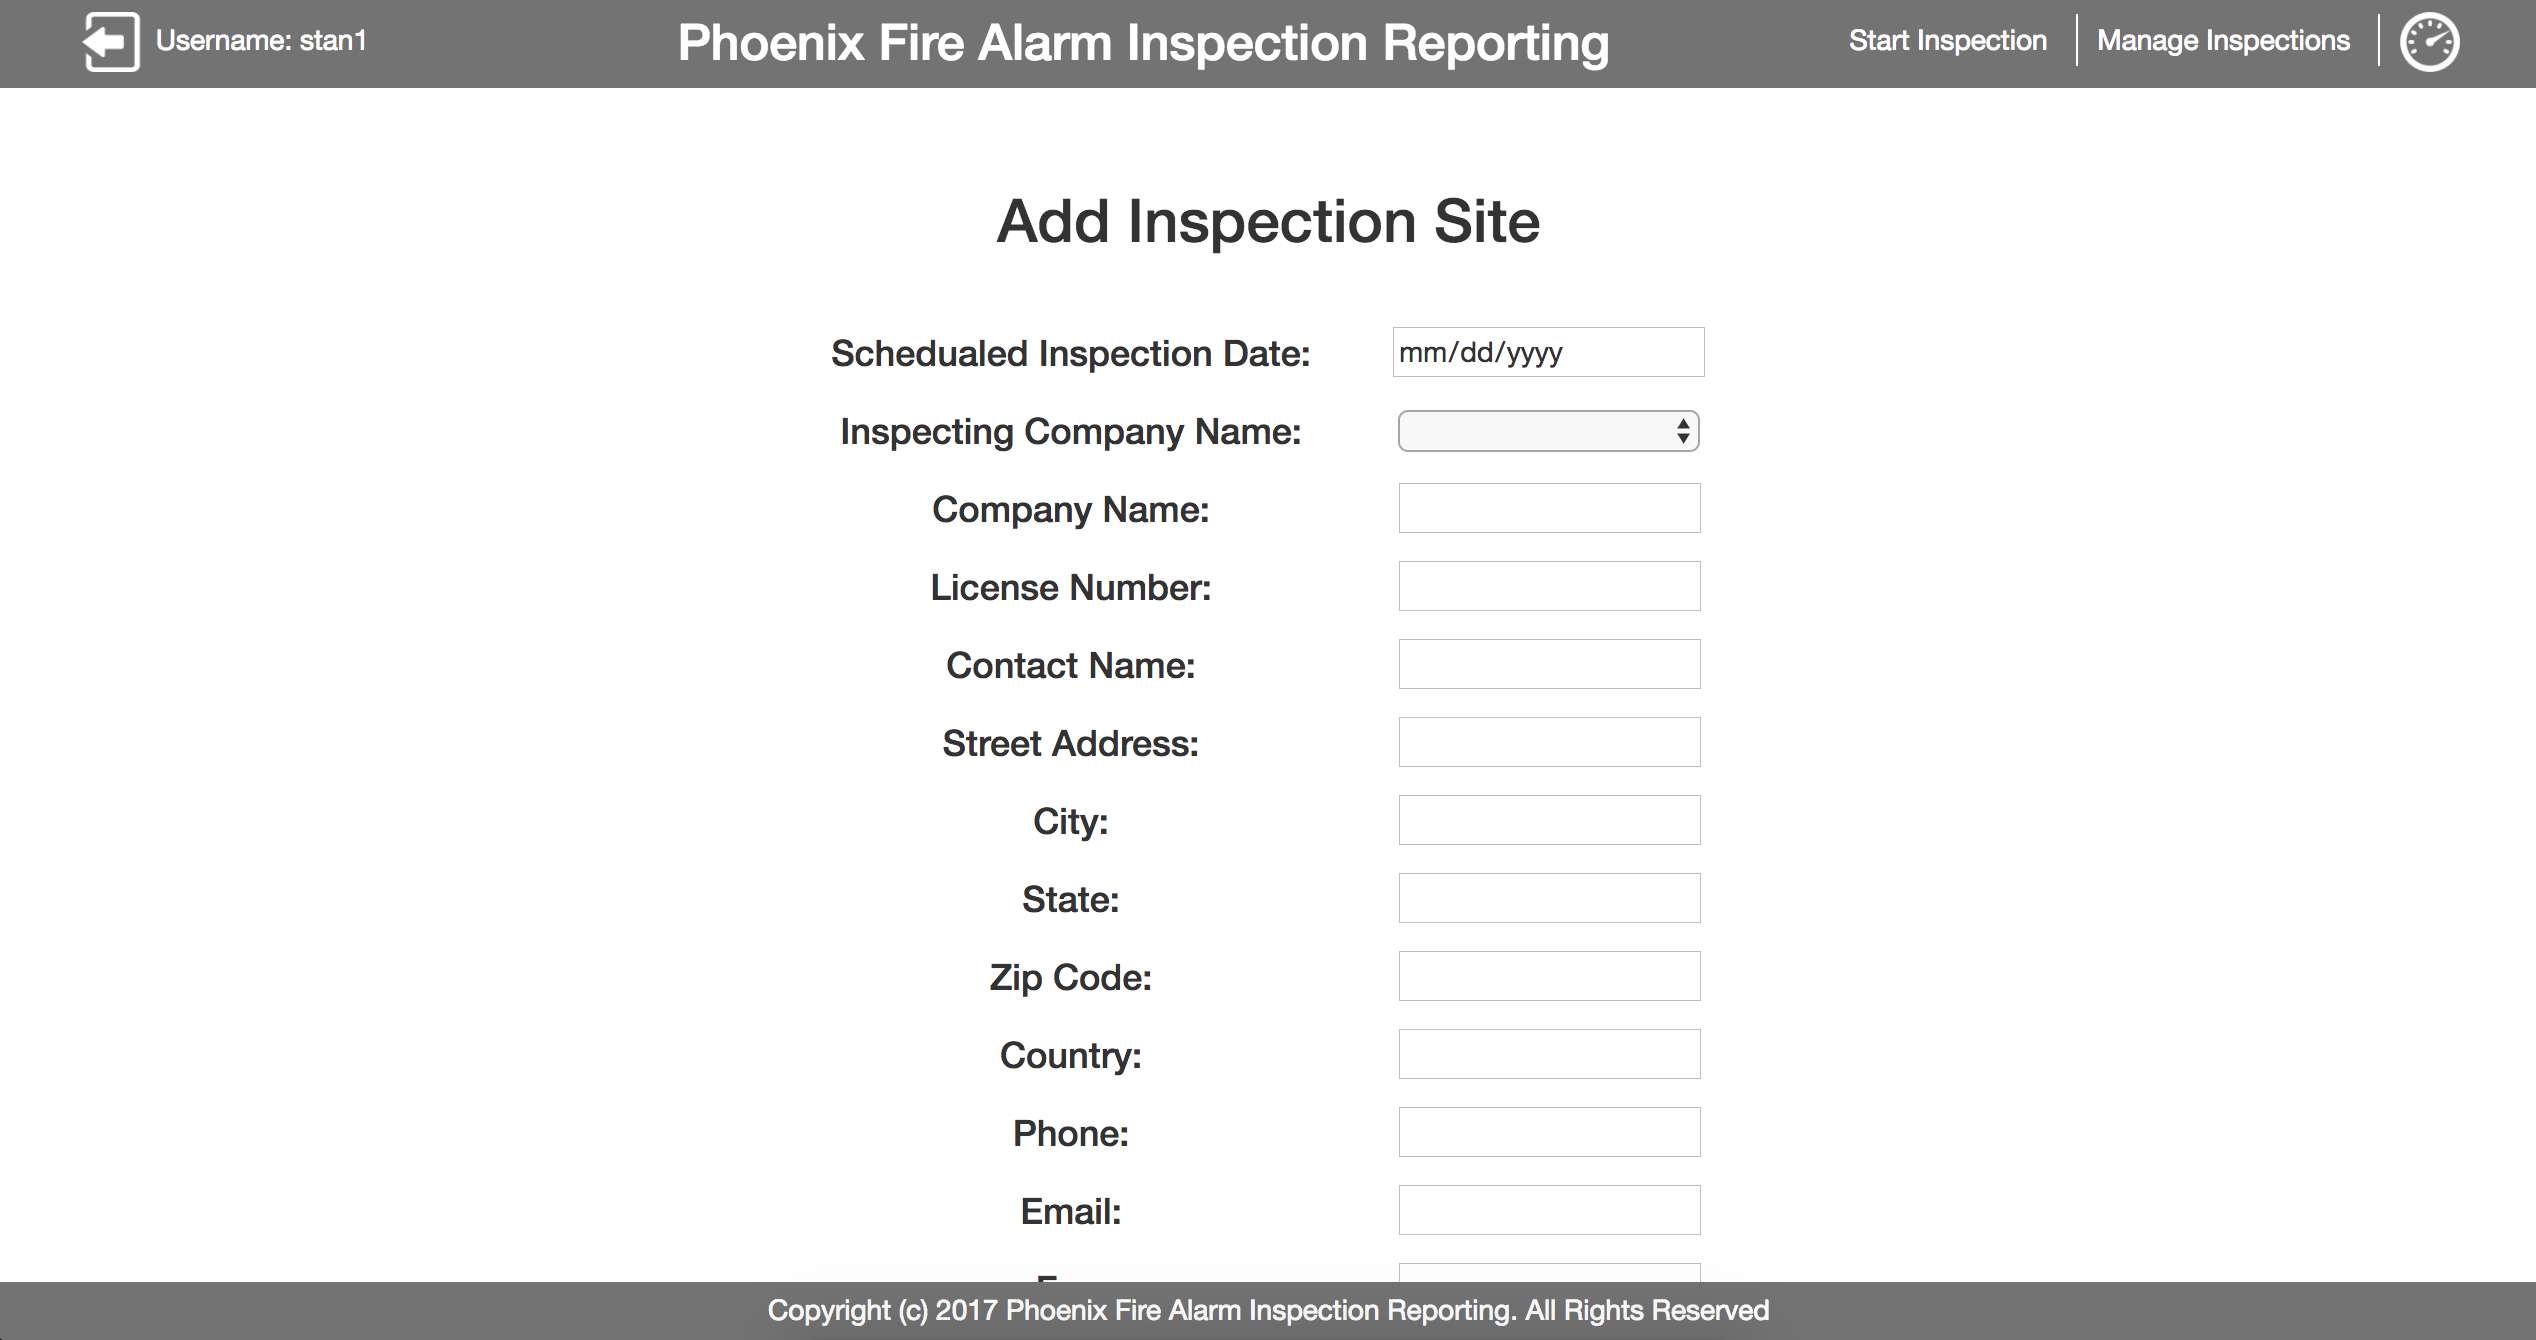 Username: stan1
Phoenix Fire Alarm Inspection Reporting
Start Inspection
Manage Inspections
Add Inspection Site
Schedualed Inspection Date: mm/dd/yyyy
Inspecting Company Name:
Company Name:
License Number:
Contact Name:
Street Address:
City:
State:
Zip Code:
Country:
Phone:
Email:
Copyright (c) 2017 Phoenix Fire Alarm Inspection Reporting. All Rights Reserved